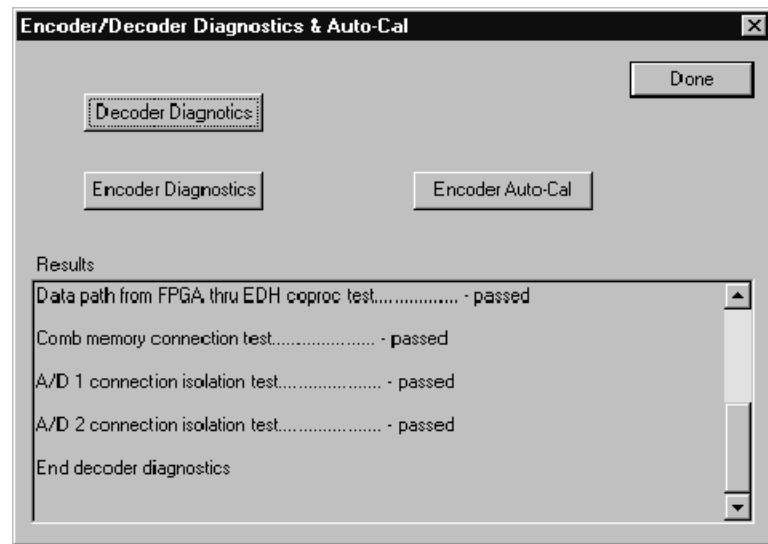 Encoder/Decoder Diagnostics & Auto-Cal
Done
Decoder Diagnotics
Encoder Diagnostics
Encoder Auto-Cal
Results
Data path from FPGA thru EDH coproc test................. - passed
Comb memory connection test..................... - passed
A/D 1 connection isolation test..................... - passed
A/D 2 connection isolation test..................... - passed
End decoder diagnostics